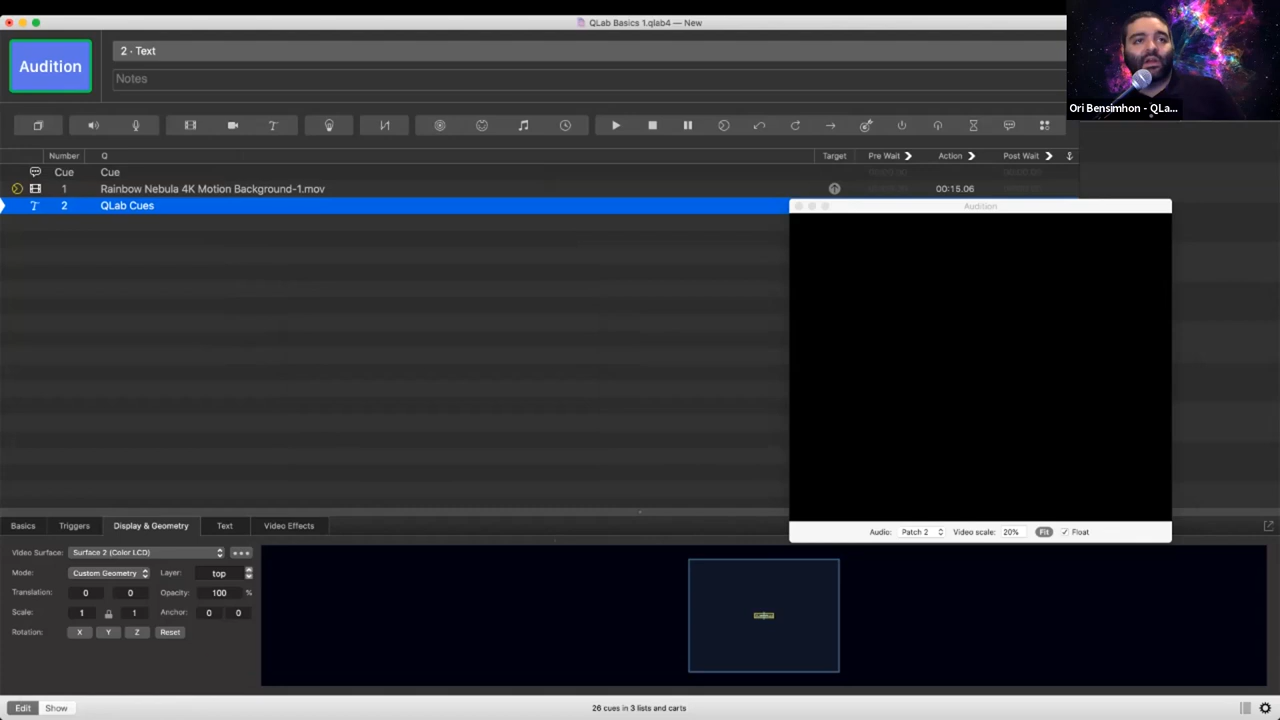 QLab Basics 1.qlab4 — New
Audition
2 · Text
Notes
Ori Bensimhon - QLa...
Number Q Target Pre Wait Action Post Wait
Cue Cue
1 Rainbow Nebula 4K Motion Background-1.mov 00:15.06
2 QLab Cues
Audition
Audio: Patch 2 Video scale: 20% Fit Float
Basics Triggers Display & Geometry Text Video Effects
Video Surface: Surface 2 (Color LCD)
Mode: Custom Geometry Layer: top
Translation: 0 0 Opacity: 100 %
Scale: 1 1 Anchor: 0 0
Rotation: X Y Z Reset
Edit Show 26 cues in 3 lists and carts